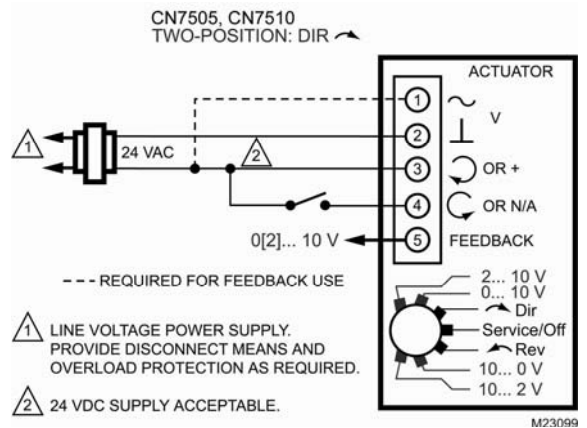 CN7505, CN7510
TWO-POSITION: DIR
ACTUATOR
1
V
1
24 VAC
2
2
3
OR +
4
OR N/A
0[2]... 10 V
5
FEEDBACK
--- REQUIRED FOR FEEDBACK USE
2... 10 V
0... 10 V
Dir
Service/Off
Rev
10... 0 V
10... 2 V
1 LINE VOLTAGE POWER SUPPLY.
PROVIDE DISCONNECT MEANS AND
OVERLOAD PROTECTION AS REQUIRED.
2 24 VDC SUPPLY ACCEPTABLE.
M23099